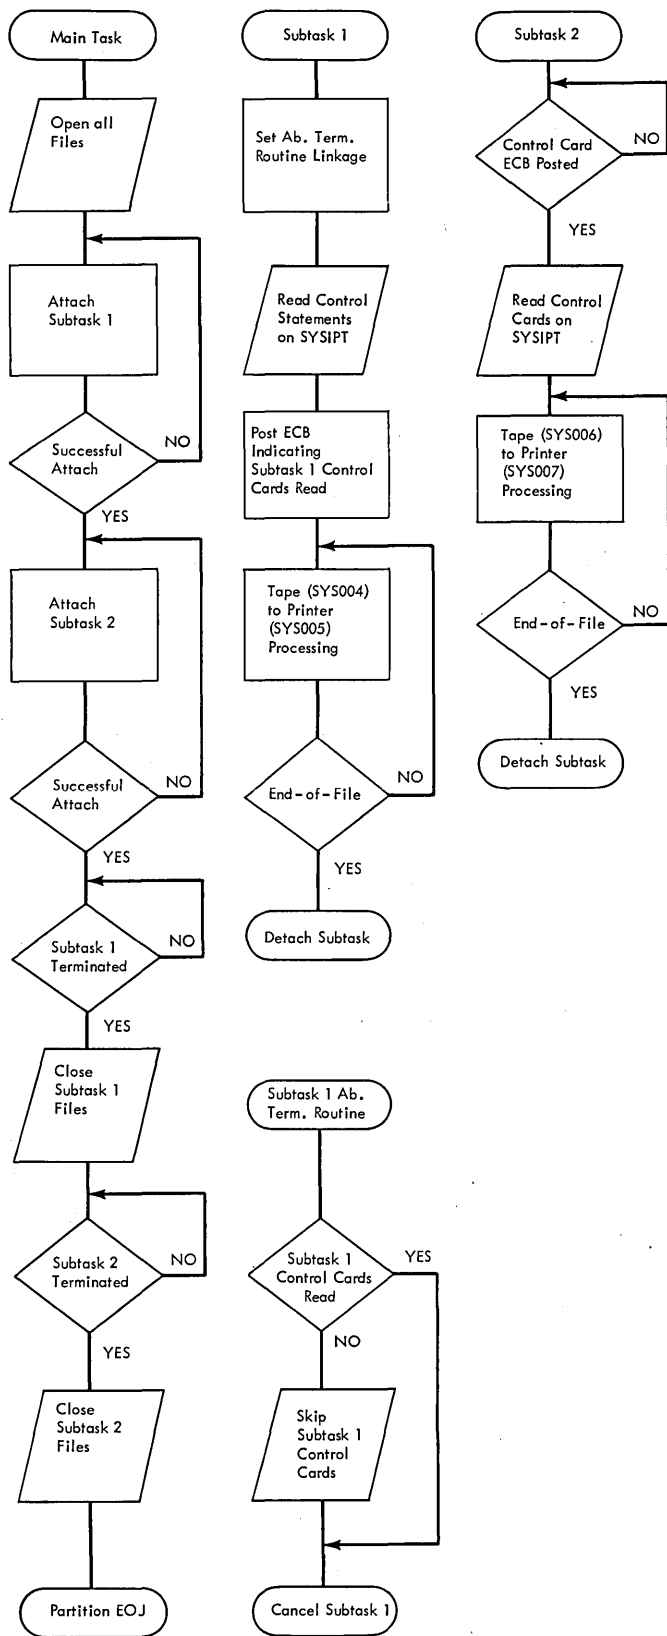 Main Task
Open all
Files
Attach
Subtask 1
Successful
Attach
NO
YES
Attach
Subtask 2
Successful
Attach
NO
YES
Subtask 1
Terminated
NO
YES
Close
Subtask 1
Files
Subtask 2
Terminated
NO
YES
Close
Subtask 2
Files
Partition EOJ
Subtask 1
Set Ab. Term.
Routine Linkage
Read Control
Statements
on SYSIPT
Post ECB
Indicating
Subtask 1 Control
Cards Read
Tape (SYS004)
to Printer
(SYS005)
Processing
End-of-File
NO
YES
Detach Subtask
Subtask 1 Ab.
Term. Routine
Subtask 1
Control Cards
Read
YES
NO
Skip
Subtask 1
Control
Cards
Cancel Subtask 1
Subtask 2
Control Card
ECB Posted
NO
YES
Read Control
Cards on
SYSIPT
Tape (SYS006)
to Printer
(SYS007)
Processing
End-of-File
NO
YES
Detach Subtask